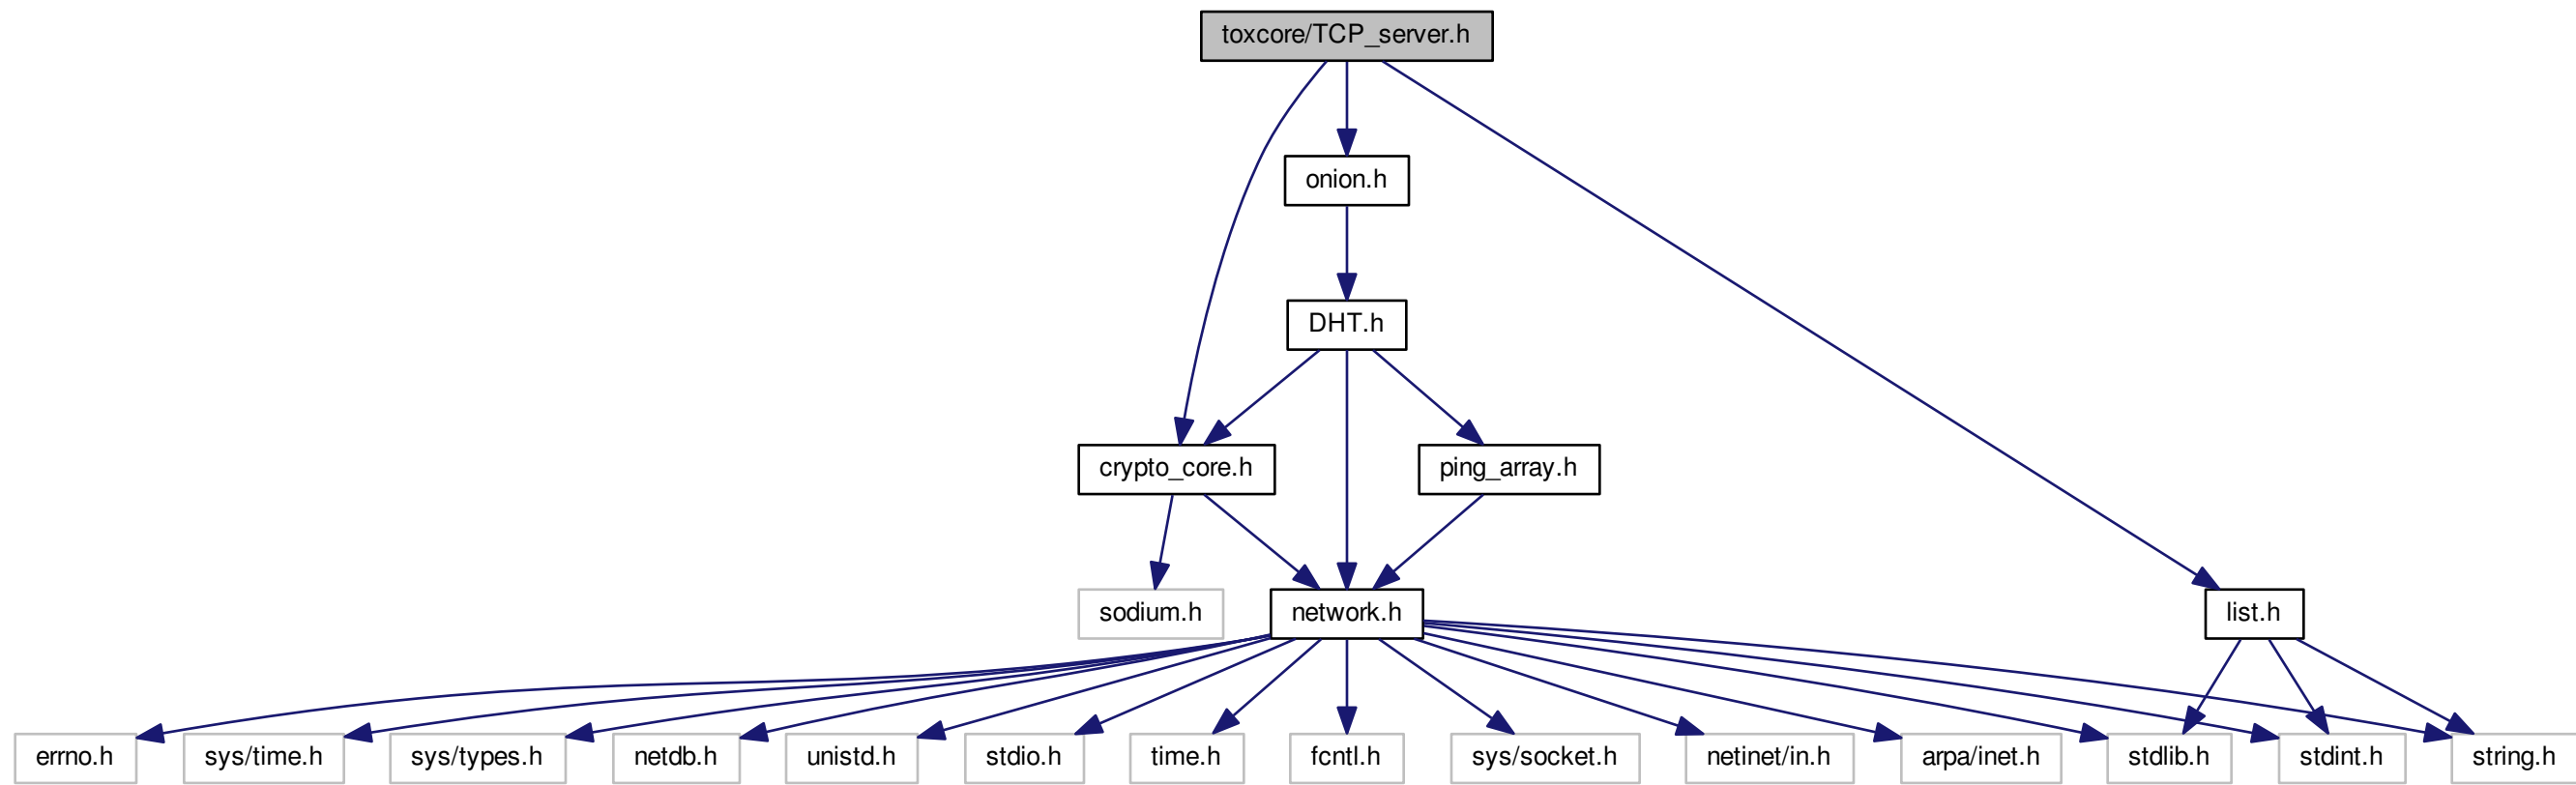 toxcore/TCP_server.h
onion.h
DHT.h
crypto_core.h
ping_array.h
sodium.h
network.h
list.h
errno.h
sys/time.h
sys/types.h
netdb.h
unistd.h
stdio.h
time.h
fcntl.h
sys/socket.h
netinet/in.h
arpa/inet.h
stdlib.h
stdint.h
string.h